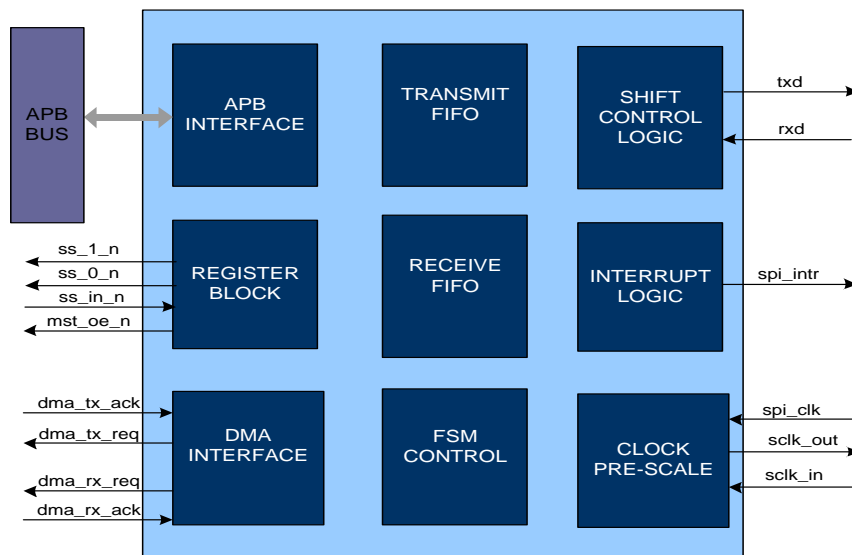 APB
BUS
APB
INTERFACE
TRANSMIT
FIFO
SHIFT
CONTROL
LOGIC
txd
rxd
ss_1_n
ss_0_n
ss_in_n
mst_oe_n
REGISTER
BLOCK
RECEIVE
FIFO
INTERRUPT
LOGIC
spi_intr
dma_tx_ack
dma_tx_req
dma_rx_req
dma_rx_ack
DMA
INTERFACE
FSM
CONTROL
CLOCK
PRE-SCALE
spi_clk
sclk_out
sclk_in